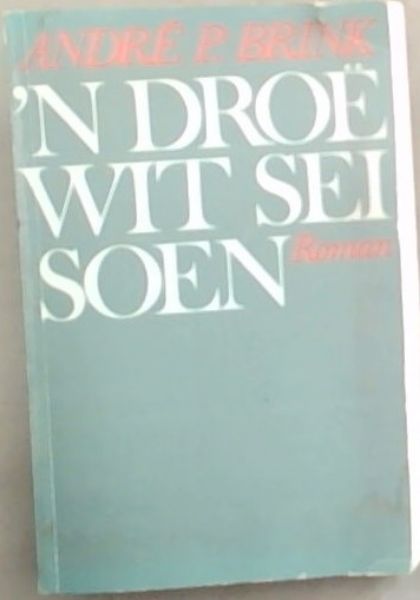 ANDRÉ P. BRINK
'N DROË
WIT SEI
SOEN
Roman